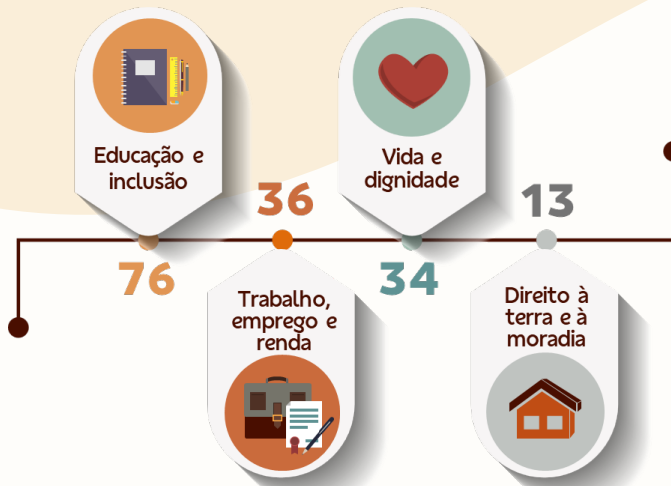 Educação e
inclusão
76
36
Trabalho,
emprego e
renda
Vida e
dignidade
34
13
Direito à
terra e à
moradia